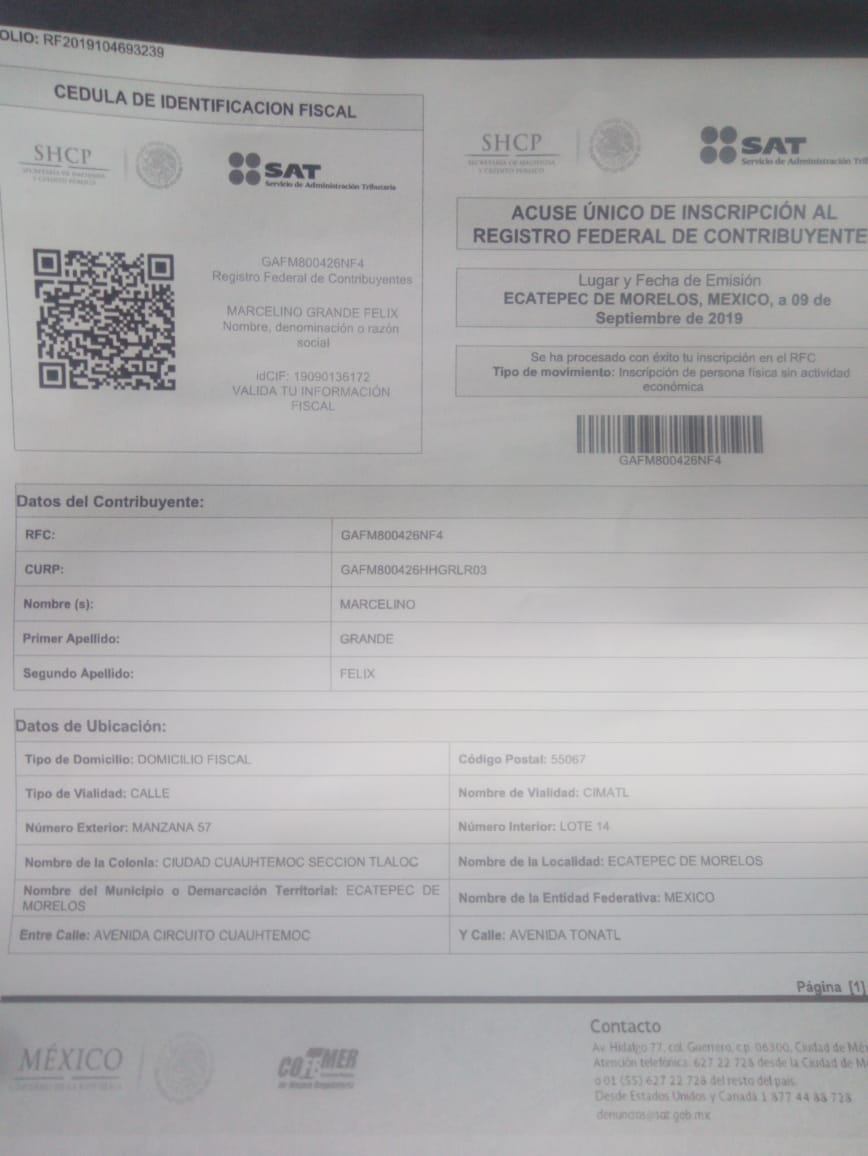 OLIO: RF2019104693239
CEDULA DE IDENTIFICACION FISCAL
SHCP
SECRETARÍA DE HACIENDA
Y CRÉDITO PÚBLICO
SAT
Servicio de Administración Tributaria
GAFM800426NF4
Registro Federal de Contribuyentes
MARCELINO GRANDE FELIX
Nombre, denominación o razón
social
idCIF: 19090136172
VALIDA TU INFORMACIÓN
FISCAL
SHCP
SECRETARÍA DE HACIENDA
Y CRÉDITO PÚBLICO
SAT
Servicio de Administración Tri
ACUSE ÚNICO DE INSCRIPCIÓN AL
REGISTRO FEDERAL DE CONTRIBUYENTE
Lugar y Fecha de Emisión
ECATEPEC DE MORELOS, MEXICO, a 09 de
Septiembre de 2019
Se ha procesado con éxito tu inscripción en el RFC
Tipo de movimiento: Inscripción de persona física sin actividad
económica
GAFM800426NF4
Datos del Contribuyente:
RFC: GAFM800426NF4
CURP: GAFM800426HHGRLR03
Nombre (s): MARCELINO
Primer Apellido: GRANDE
Segundo Apellido: FELIX
Datos de Ubicación:
Tipo de Domicilio: DOMICILIO FISCAL Código Postal: 55067
Tipo de Vialidad: CALLE Nombre de Vialidad: CIMATL
Número Exterior: MANZANA 57 Número Interior: LOTE 14
Nombre de la Colonia: CIUDAD CUAUHTEMOC SECCION TLALOC Nombre de la Localidad: ECATEPEC DE MORELOS
Nombre del Municipio o Demarcación Territorial: ECATEPEC DE
MORELOS
Nombre de la Entidad Federativa: MEXICO
Entre Calle: AVENIDA CIRCUITO CUAUHTEMOC Y Calle: AVENIDA TONATL
Página [1]
MÉXICO
GOBIERNO DE LA REPÚBLICA
Contacto
Av. Hidalgo 77, col. Guerrero, c.p. 06300, Ciudad de Méx
Atención telefónica: 627 22 728 desde la Ciudad de M
o 01 (55) 627 22 728 del resto del país.
Desde Estados Unidos y Canadá 1 877 44 88 728.
denuncias@sat.gob.mx